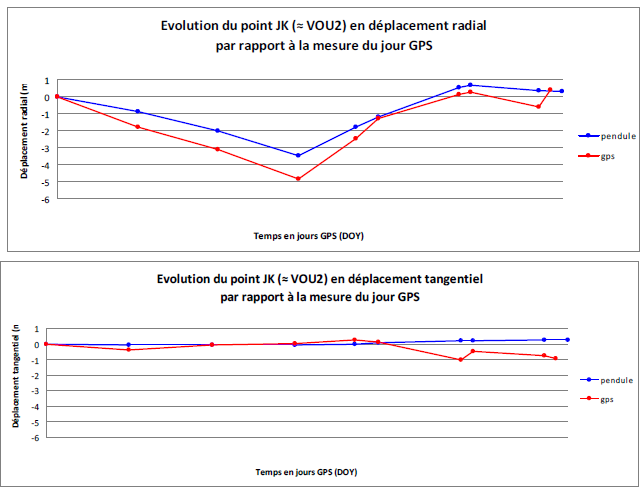 Evolution du point JK (≈ VOU2) en déplacement radial
par rapport à la mesure du jour GPS
Déplacement radial (m
1
0
-1
-2
-3
-4
-5
-6
pendule
gps
Temps en jours GPS (DOY)
Evolution du point JK (≈ VOU2) en déplacement tangentiel
par rapport à la mesure du jour GPS
Déplacement tangentiel (n
1
0
-1
-2
-3
-4
-5
-6
pendule
gps
Temps en jours GPS (DOY)